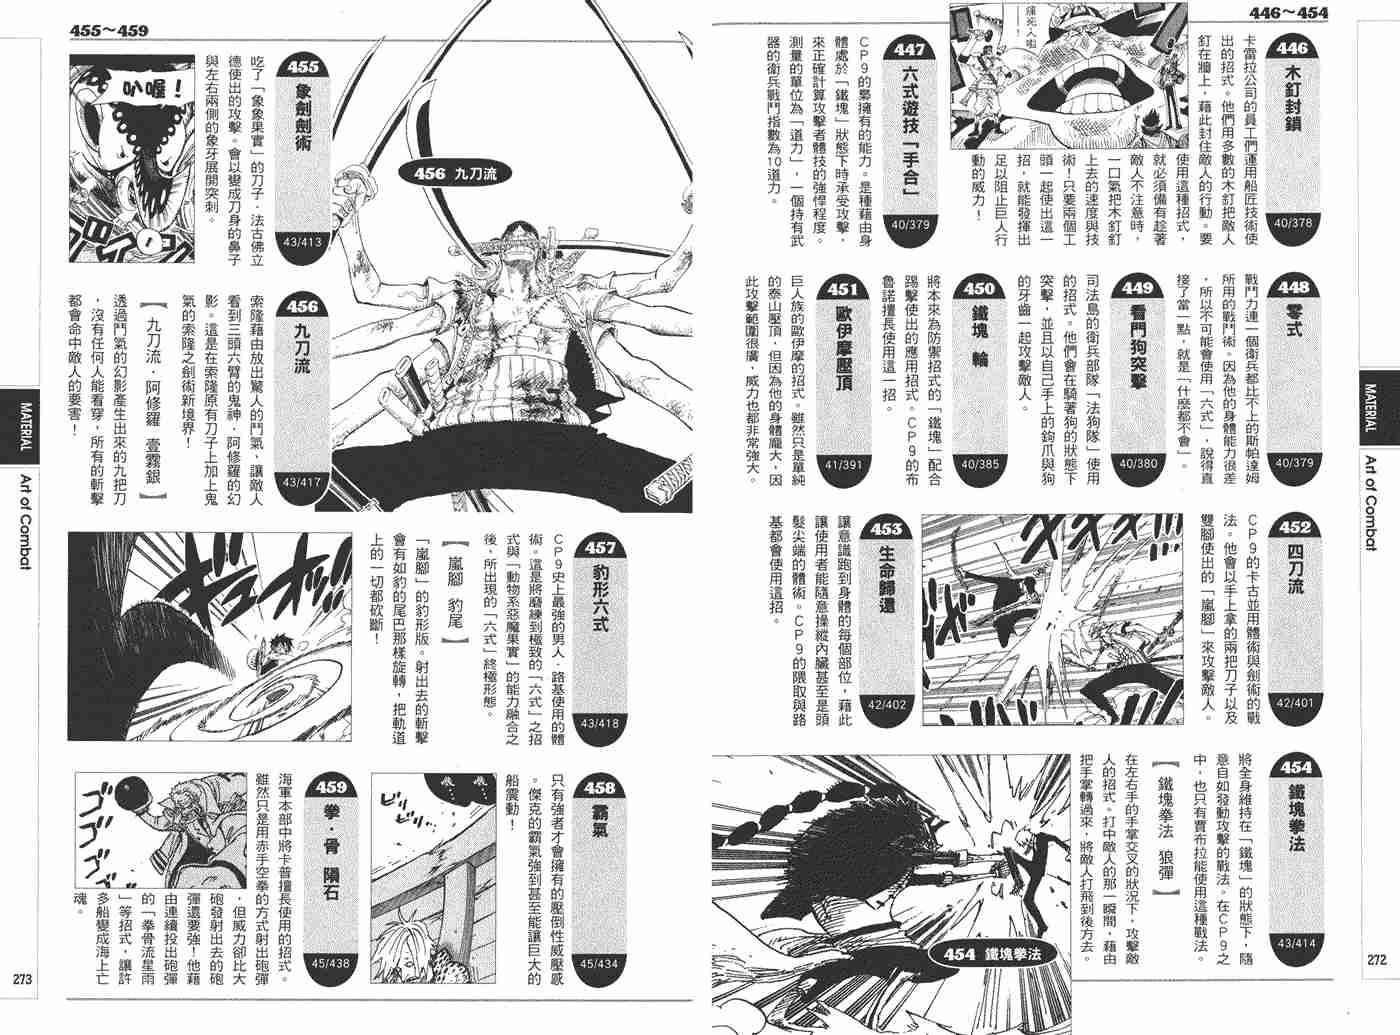 446～454
446
木釘封鎖
40/378
卡雷拉公司的員工們運用船匠技術使
出的招式。他們用多數的木釘把敵人
釘在牆上，藉此封住敵人的行動。要
使用這種招式，
就必須備有趁著
敵人不注意時，
一口氣把木釘釘
上去的速度與技
術！只要兩個工
頭一起使出這一
招，就能發揮出
足以阻止巨人行
動的威力！
痛死人啦
447
六式遊技「手合」
40/379
CP9的舉擁有的能力。是種藉由身
體處於「鐵塊」狀態下時承受攻擊，
來正確計算攻擊者體技的強悍程度。
測量的單位為「道力」，一個持有武
器的衛兵戰鬥指數為10道力。
448
零式
40/379
戰鬥力連一個衛兵都比不上的斯帕達姆
所用的戰鬥術。因為他的身體能力很差
，所以不可能會使用「六式」，說得直
接了當一點，就是「什麼都不會」。
449
看門狗突擊
40/380
司法島的衛兵部隊「法狗隊」使用
的招式。他們會在騎著狗的狀態下
突擊，並且以自己手上的鉤爪與狗
的牙齒一起攻擊敵人。
450
鐵塊 輪
40/385
將本來為防禦招式的「鐵塊」配合
踢擊使出的應用招式。CP9的布
魯諾擅長使用這一招。
451
歐伊摩壓頂
41/391
巨人族的歐伊摩的招式。雖然只是單純
的泰山壓頂，但因為他的身體龐大，因
此攻擊範圍很廣，威力也都非常強大。
452
四刀流
42/401
CP9的卡古並用體術與劍術的戰
法。他會以手上拿的兩把刀子以及
雙腳使出的「嵐腳」來攻擊敵人。
453
生命歸還
42/402
讓意識跑到身體的每個部位，藉此
讓使用者能隨意操縱內臟甚至是頭
髮尖端的體術。CP9的隈取與路
基都會使用這招。
454
鐵塊拳法
43/414
將全身維持在「鐵塊」的狀態下，隨
意自如發動攻擊的戰法。在CP9之
中，也只有賈布拉能使用這種戰法。
【鐵塊拳法 狼彈】
在左右手的手掌交叉的狀況下，攻擊敵
人的招式。打中敵人的那一瞬間，藉由
把手掌轉過來，將敵人打飛到後方去。
454 鐵塊拳法
MATERIAL
Art of Combat
272
455～459
455
象劍劍術
43/413
吃了「象象果實」的刀子・法古佛立
德使出的攻擊。會以變成刀身的鼻子
與左右兩側的象牙展開突刺。
叭喔！
456 九刀流
456
九刀流
43/417
索隆藉由放出驚人的鬥氣，讓敵人
看到三頭六臂的鬼神・阿修羅的幻
影。這是在索隆原有刀子上加上鬼
氣的索隆之劍術新境界！
【九刀流・阿修羅 壹霧銀】
透過鬥氣的幻影產生出來的九把刀
，沒有任何人能看穿，所有的斬擊
都會命中敵人的要害！
457
豹形六式
43/418
CP9史上最強的男人・路基使用的體
術。這是將磨練到極致的「六式」之招
式與「動物系惡魔果實」的能力融合之
後，所出現的「六式」終極形態。
【嵐腳 豹尾】
「嵐腳」的豹形版。射出去的斬擊
會有如豹的尾巴那樣旋轉，把軌道
上的一切都砍斷！
458
霸氣
45/434
只有強者才會擁有的壓倒性威壓感
。傑克的霸氣強到甚至能讓巨大的
船震動！
459
拳・骨 隕石
45/438
海軍本部中將卡普擅長使用的招式。
雖然只是用赤手空拳的方式射出砲彈
，但威力卻比大
砲發射出去的砲
彈還要強！他藉
由連續投出砲彈
的「拳骨流星雨
」等招式，讓許
多船變成海上亡
魂。
ゴゴゴゴ
MATERIAL
Art of Combat
273